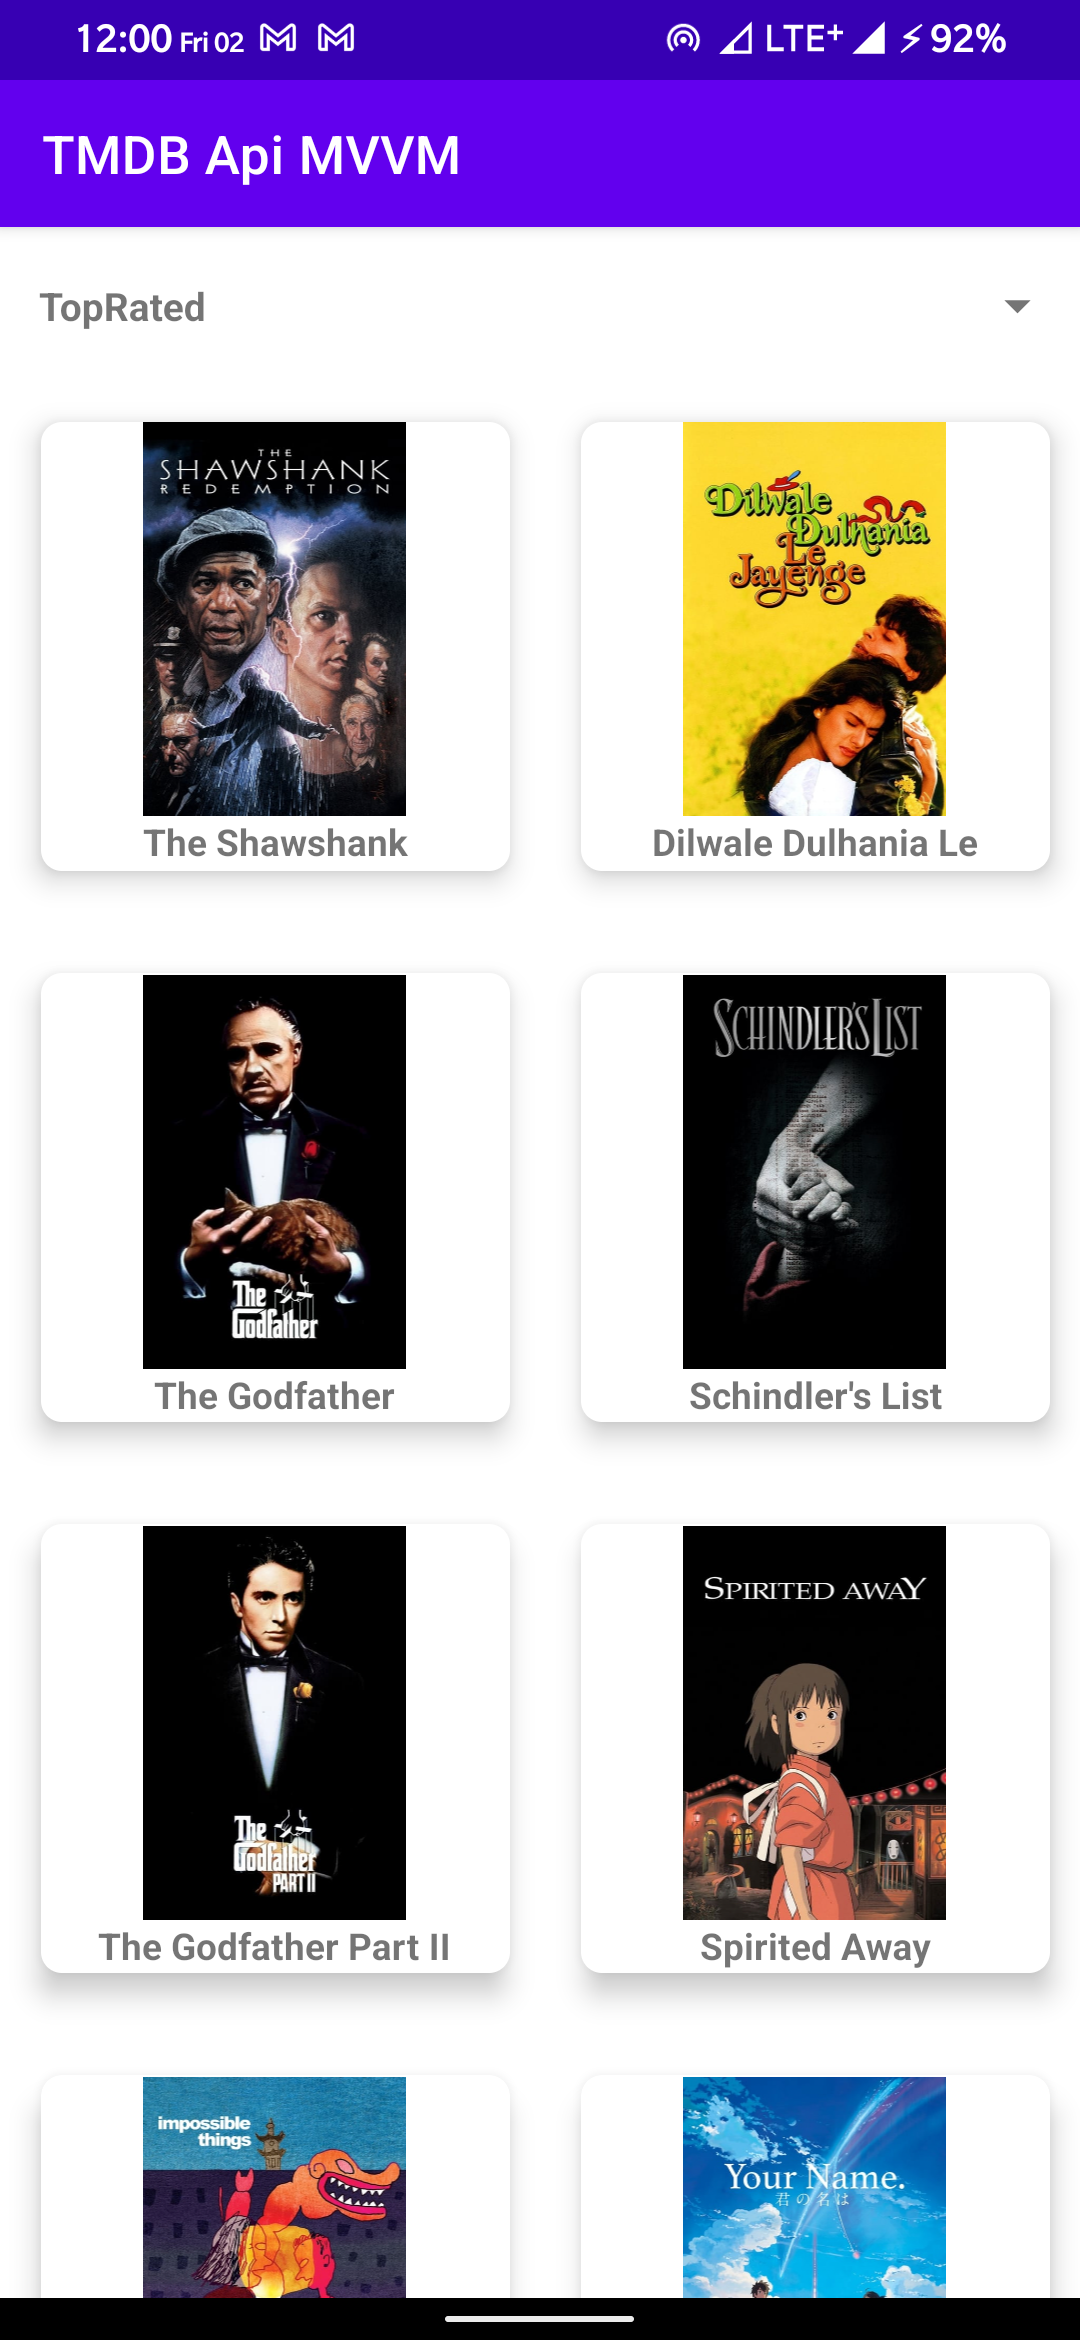 12:00 Fri 02
LTE+ 92%
TMDB Api MVVM
TopRated
THE
SHAWSHANK
REDEMPTION
The Shawshank
Dilwale
Dulhania
Le
Jayenge
Dilwale Dulhania Le
The
Godfather
The Godfather
SCHINDLER'S LIST
Schindler's List
The
Godfather
PART II
The Godfather Part II
SPIRITED AWAY
Spirited Away
impossible
things
Your Name.
君の名は